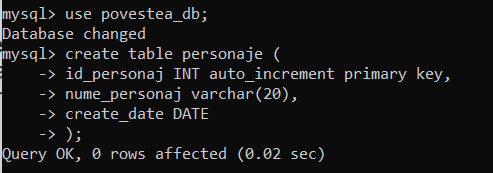 mysql> use povestea_db;
Database changed
mysql> create table personaje (
    -> id_personaj INT auto_increment primary key,
    -> nume_personaj varchar(20),
    -> create_date DATE
    -> );
Query OK, 0 rows affected (0.02 sec)